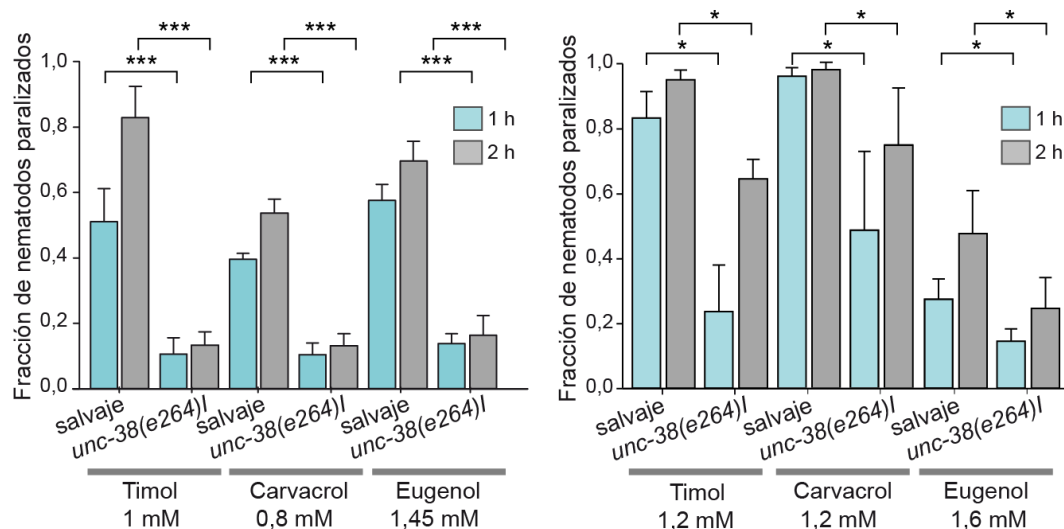 *** *** ***
*** *** ***
Fracción de nematodos paralizados
1,0
0,8
0,6
0,4
0,2
0,0
1 h
2 h
salvaje
unc-38(e264)I
salvaje
unc-38(e264)I
salvaje
unc-38(e264)I
Timol
1 mM
Carvacrol
0,8 mM
Eugenol
1,45 mM
* * *
* * *
Fracción de nematodos paralizados
1,0
0,8
0,6
0,4
0,2
0,0
1 h
2 h
salvaje
unc-38(e264)I
salvaje
unc-38(e264)I
salvaje
unc-38(e264)I
Timol
1,2 mM
Carvacrol
1,2 mM
Eugenol
1,6 mM